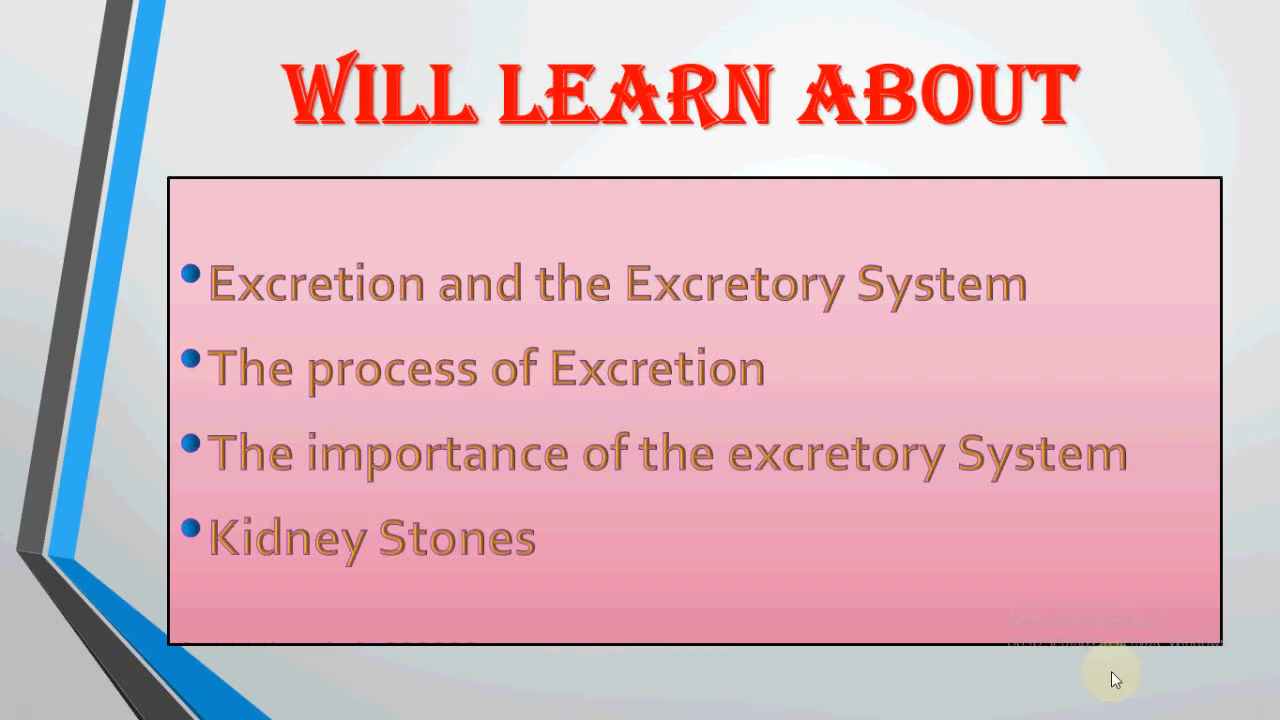 WILL LEARN ABOUT
• Excretion and the Excretory System
• The process of Excretion
• The importance of the excretory System
• Kidney Stones